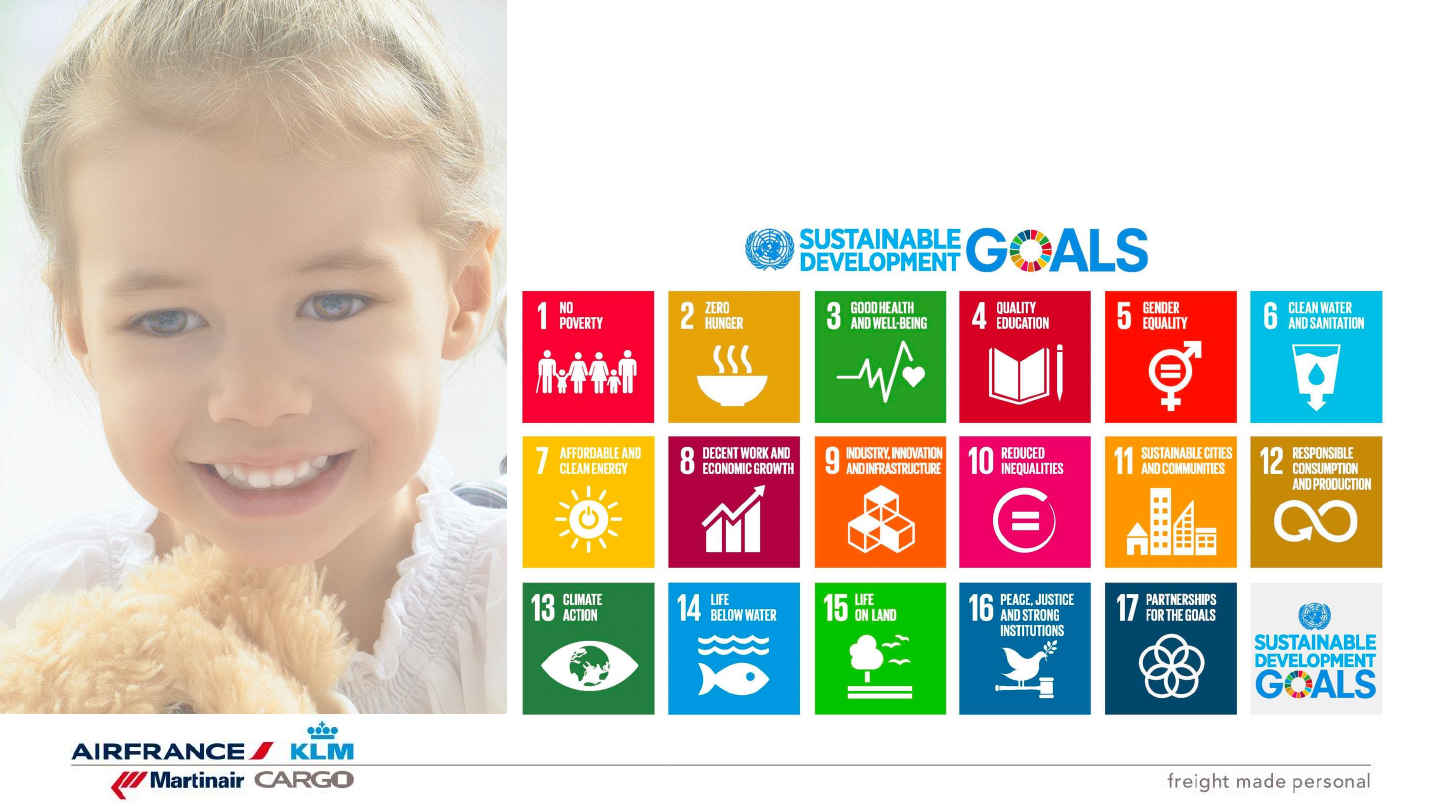 SUSTAINABLE
DEVELOPMENT
GOALS
1 NO
POVERTY
2 ZERO
HUNGER
3 GOOD HEALTH
AND WELL-BEING
4 QUALITY
EDUCATION
5 GENDER
EQUALITY
6 CLEAN WATER
AND SANITATION
7 AFFORDABLE AND
CLEAN ENERGY
8 DECENT WORK AND
ECONOMIC GROWTH
9 INDUSTRY, INNOVATION
AND INFRASTRUCTURE
10 REDUCED
INEQUALITIES
11 SUSTAINABLE CITIES
AND COMMUNITIES
12 RESPONSIBLE
CONSUMPTION
AND PRODUCTION
13 CLIMATE
ACTION
14 LIFE
BELOW WATER
15 LIFE
ON LAND
16 PEACE, JUSTICE
AND STRONG
INSTITUTIONS
17 PARTNERSHIPS
FOR THE GOALS
SUSTAINABLE
DEVELOPMENT
GOALS
AIRFRANCE KLM
Martinair CARGO
freight made personal